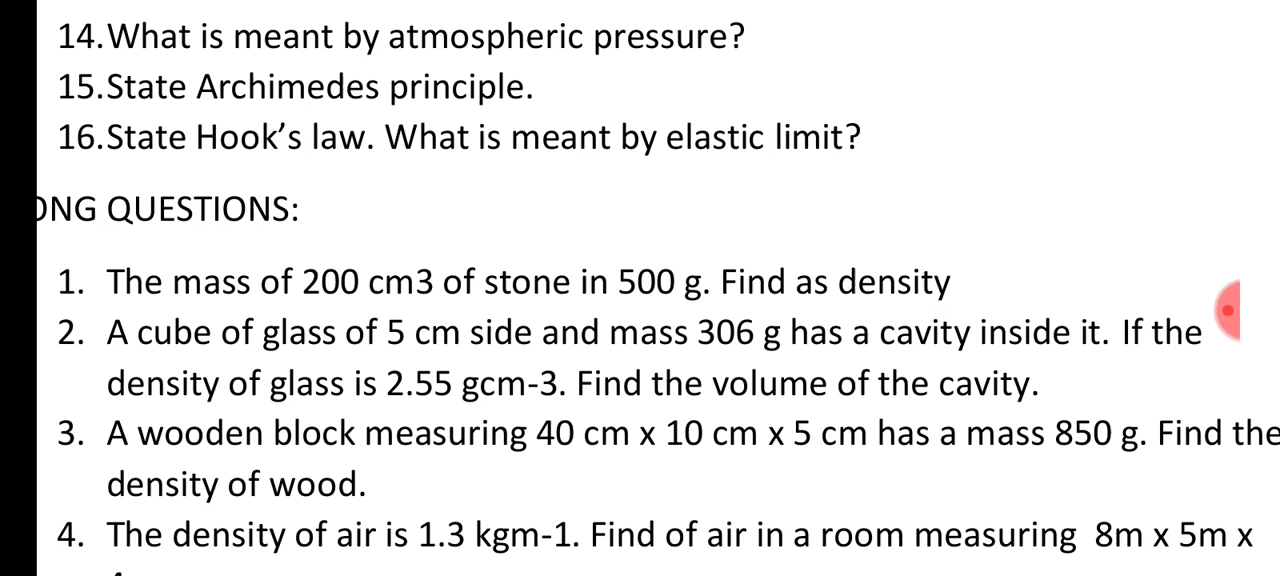 14.What is meant by atmospheric pressure?
15.State Archimedes principle.
16.State Hook’s law. What is meant by elastic limit?
ONG QUESTIONS:
1. The mass of 200 cm3 of stone in 500 g. Find as density
2. A cube of glass of 5 cm side and mass 306 g has a cavity inside it. If the
density of glass is 2.55 gcm-3. Find the volume of the cavity.
3. A wooden block measuring 40 cm x 10 cm x 5 cm has a mass 850 g. Find the
density of wood.
4. The density of air is 1.3 kgm-1. Find of air in a room measuring 8m x 5m x